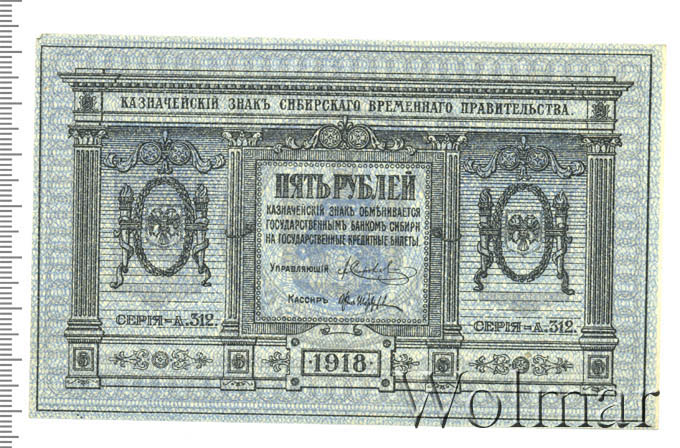 КАЗНАЧЕЙСКІЙ ЗНАКЪ СИБИРСКАГО ВРЕМЕННАГО ПРАВИТЕЛЬСТВА.
ПЯТЬ РУБЛЕЙ
КАЗНАЧЕЙСКІЙ ЗНАКЪ ОБМѢНИВАЕТСЯ
ГОСУДАРСТВЕННЫМЪ БАНКОМЪ СИБИРИ
НА ГОСУДАРСТВЕННЫЕ КРЕДИТНЫЕ БИЛЕТЫ.
УПРАВЛЯЮЩІЙ
КАССИРЪ
СЕРІЯ-А.312.
СЕРІЯ-А.312.
5
5
·1918·
5
5
Wolmar